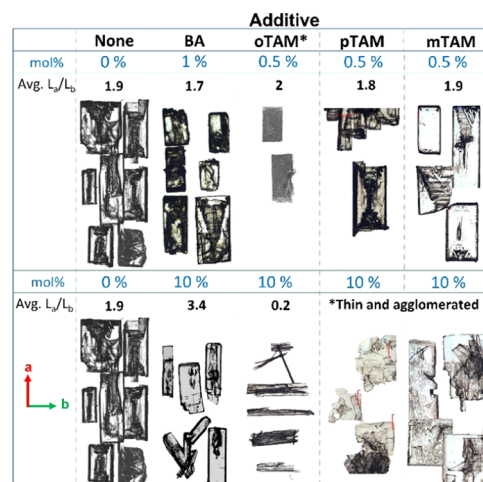 Additive
None BA oTAM* pTAM mTAM
mol% 0 % 1 % 0.5 % 0.5 % 0.5 %
Avg. La/Lb 1.9 1.7 2 1.8 1.9
mol% 0 % 10 % 10 % 10 % 10 %
Avg. La/Lb 1.9 3.4 0.2 *Thin and agglomerated
a
b